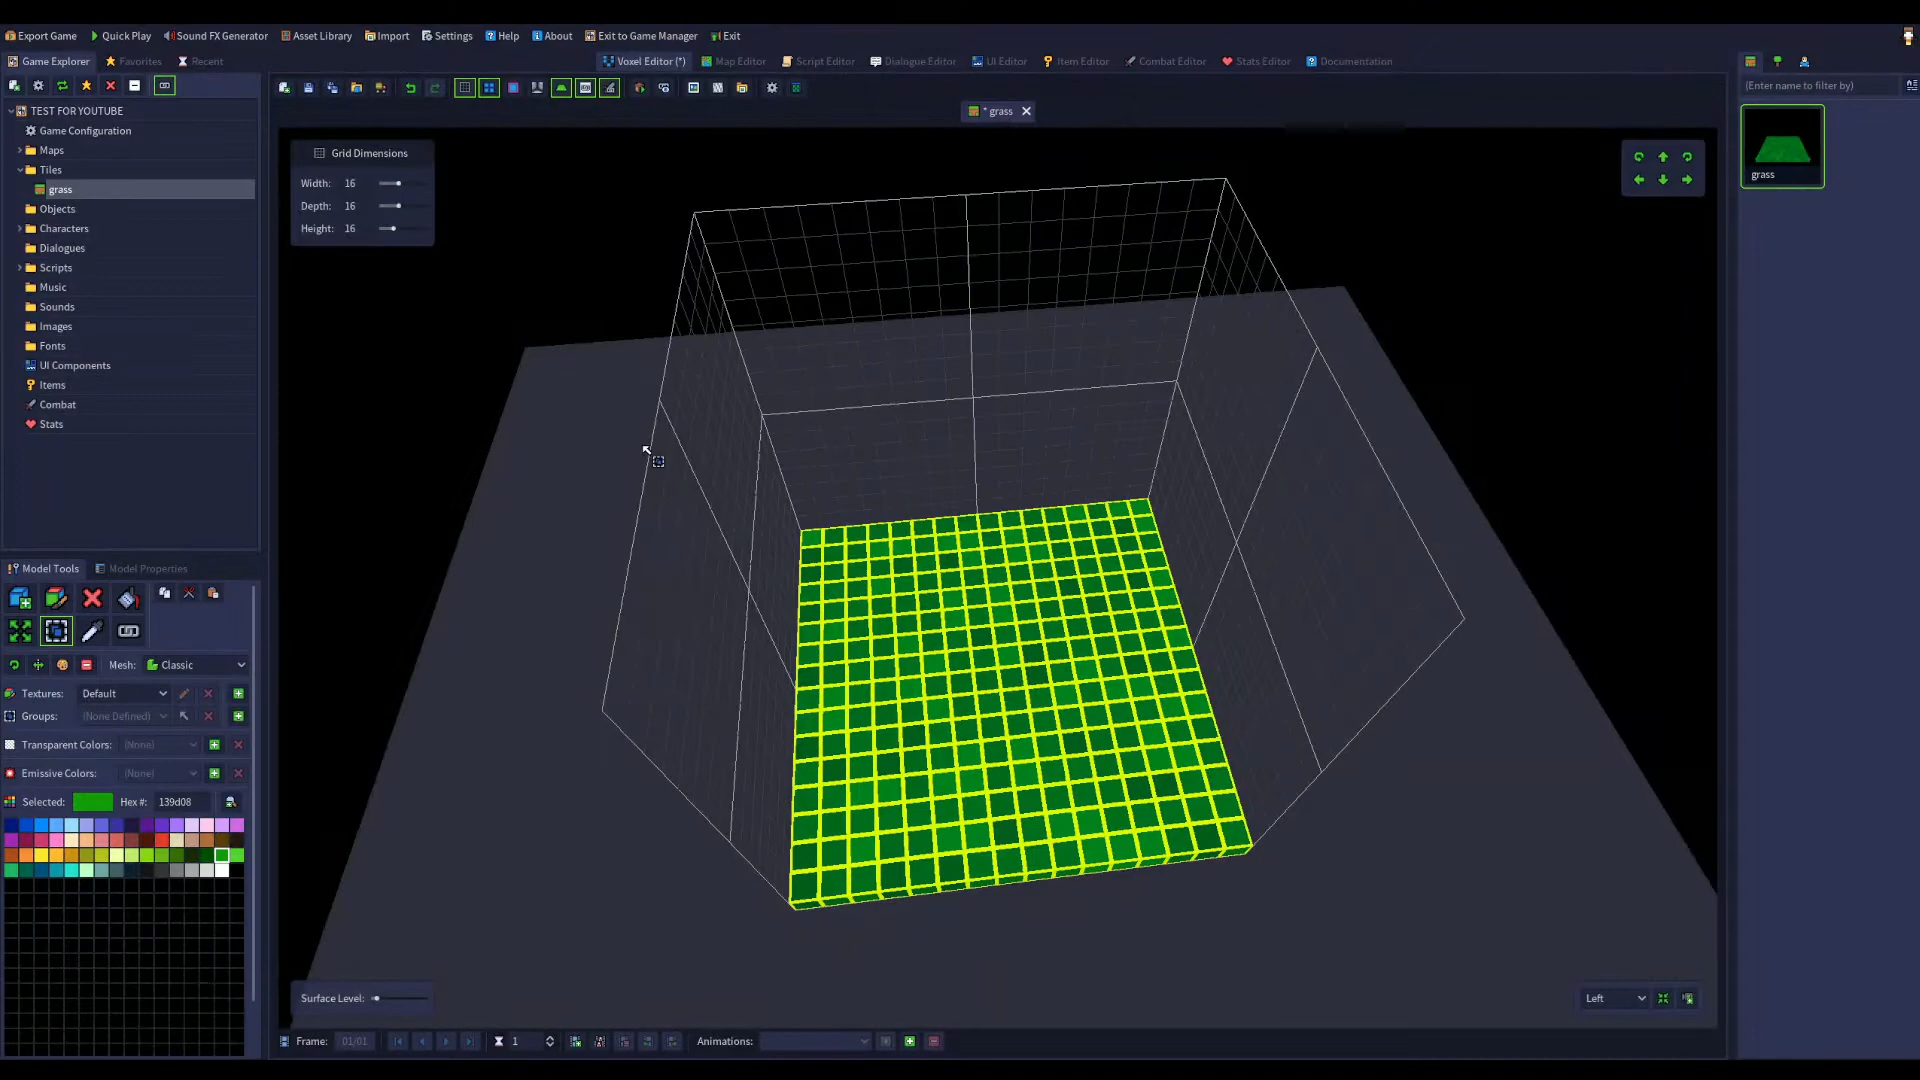 Export Game Quick Play Sound FX Generator Asset Library Import Settings Help About Exit to Game Manager Exit
Game Explorer Favorites Recent
Voxel Editor (*) Map Editor Script Editor Dialogue Editor UI Editor Item Editor Combat Editor Stats Editor Documentation
(Enter name to filter by)
* grass
TEST FOR YOUTUBE
Game Configuration
Maps
Tiles
grass
Objects
Characters
Dialogues
Scripts
Music
Sounds
Images
Fonts
UI Components
Items
Combat
Stats
Grid Dimensions
Width: 16
Depth: 16
Height: 16
grass
Model Tools Model Properties
Mesh: Classic
Textures: Default
Groups: (None Defined)
Transparent Colors: (None)
Emissive Colors: (None)
Selected: Hex #: 139d08
Surface Level:
Left
Frame: 01/01 1 Animations: